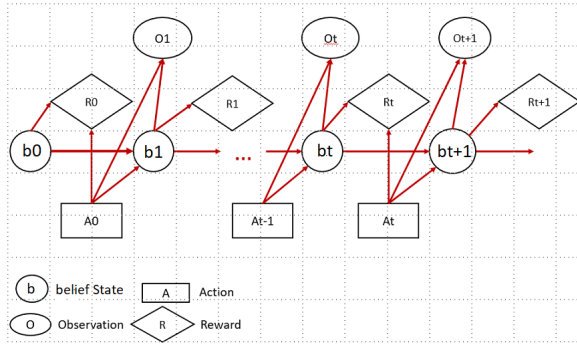 O1
Ot
Ot+1
R0
R1
Rt
Rt+1
b0
b1
...
bt
bt+1
A0
At-1
At
b belief State
A Action
O Observation
R Reward